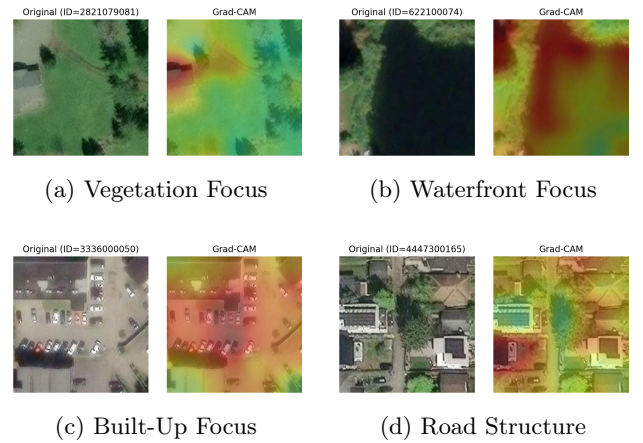 Original (ID=2821079081) Grad-CAM Original (ID=622100074) Grad-CAM
(a) Vegetation Focus (b) Waterfront Focus
Original (ID=3336000050) Grad-CAM Original (ID=4447300165) Grad-CAM
(c) Built-Up Focus (d) Road Structure